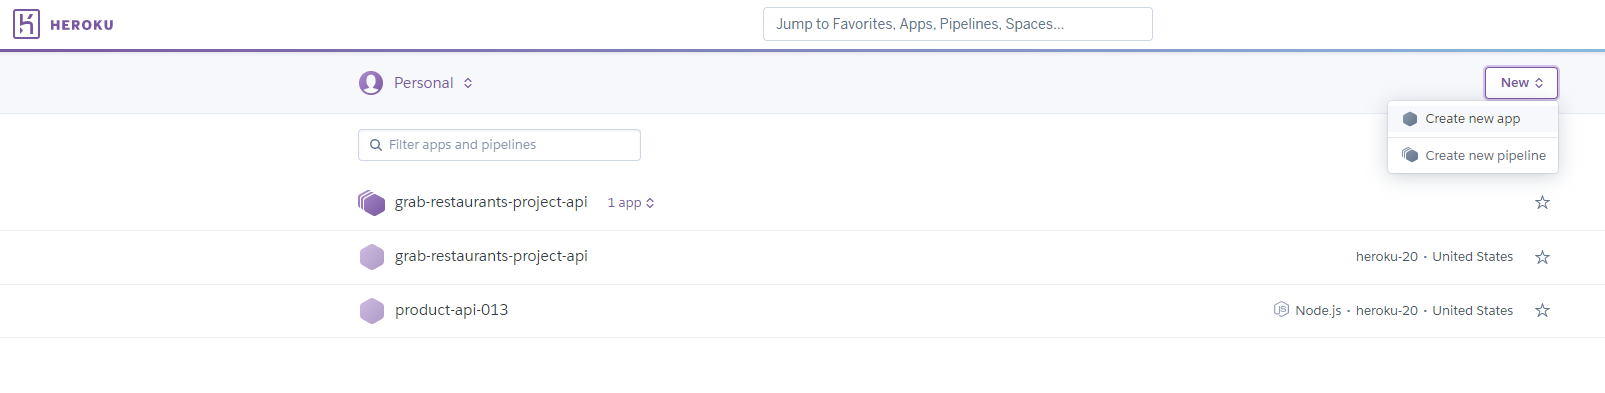 HEROKU
Jump to Favorites, Apps, Pipelines, Spaces...
Personal
New
Create new app
Create new pipeline
Filter apps and pipelines
grab-restaurants-project-api 1 app
grab-restaurants-project-api heroku-20 · United States
product-api-013 JS Node.js · heroku-20 · United States